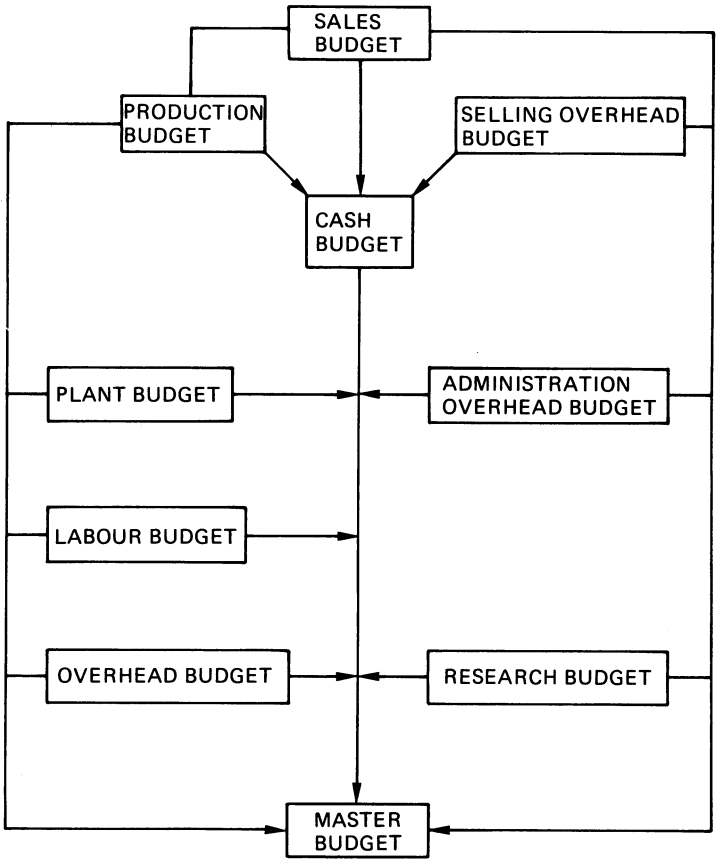 SALES
BUDGET
PRODUCTION
BUDGET
SELLING OVERHEAD
BUDGET
CASH
BUDGET
PLANT BUDGET
ADMINISTRATION
OVERHEAD BUDGET
LABOUR BUDGET
OVERHEAD BUDGET
RESEARCH BUDGET
MASTER
BUDGET